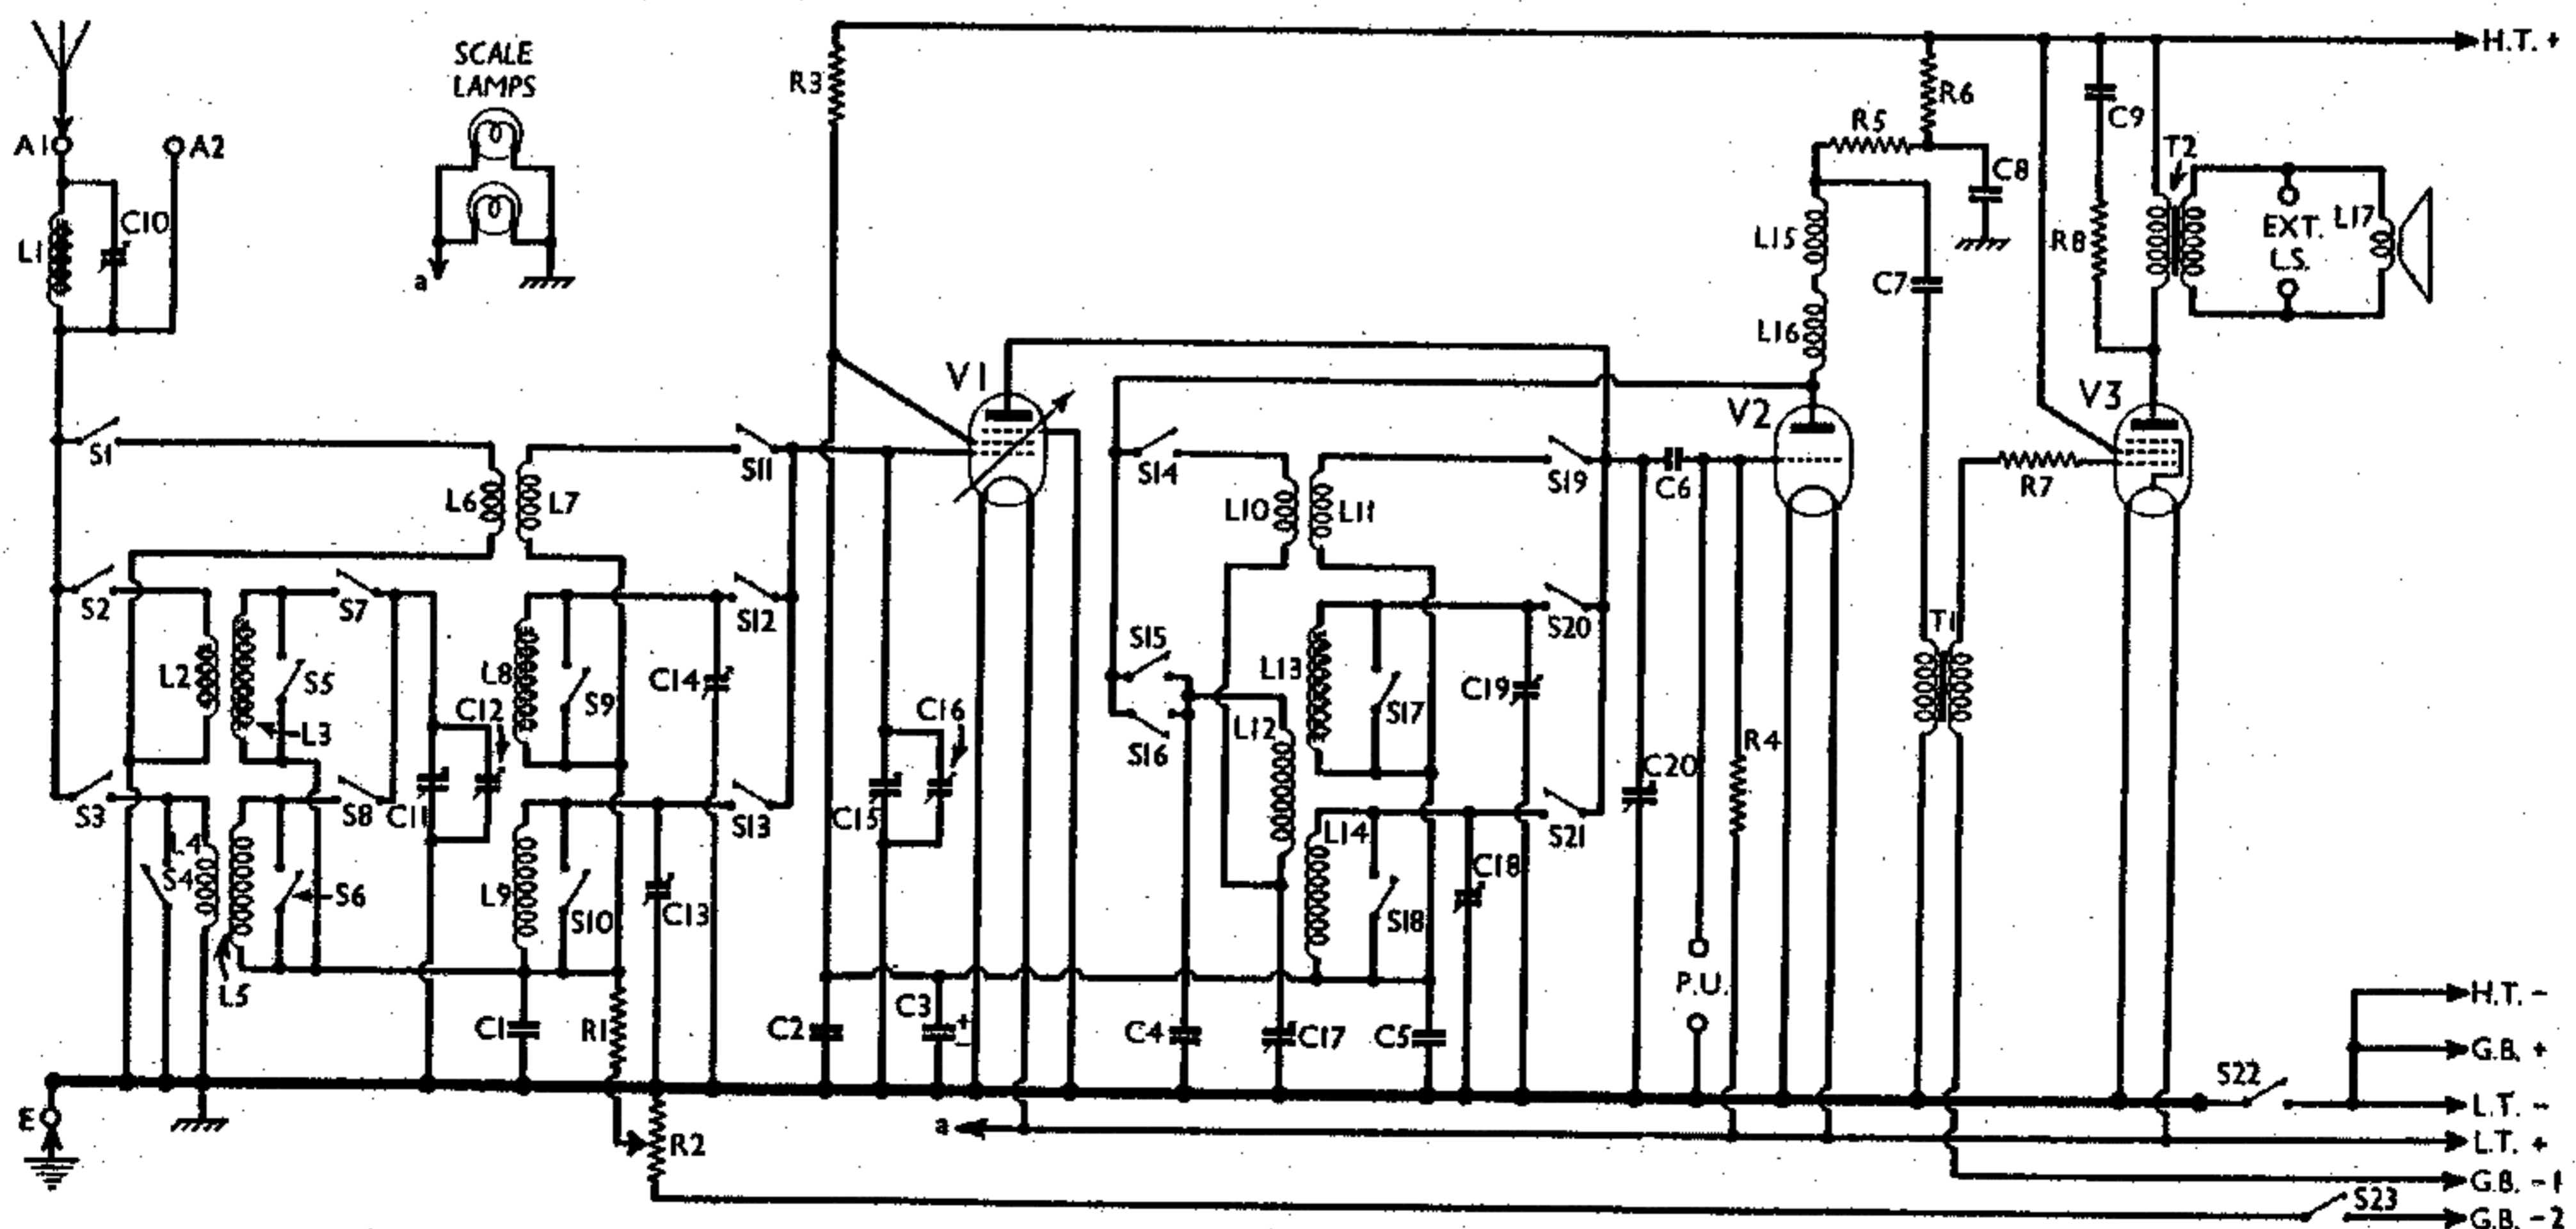 SCALE
LAMPS
A1
A2
L1
C10
a
R3
H.T. +
R6
R5
C8
C9
T2
EXT.
L.S.
L17
R8
L15
L16
C7
V1
V2
V3
S1
S11
L6
L7
S14
S19
C6
R7
L10
L11
S2
S7
S12
S20
L2
S5
L3
C12
L8
S9
C14
S15
S16
L12
L13
S17
C19
T1
C16
S3
S8
C11
S13
C15
C20
R4
L4
S4
S6
L5
L9
S10
C13
L14
S18
C18
S21
C1
R1
C2
C3
+
-
C4
C17
C5
P.U.
H.T. -
G.B. +
S22
L.T. -
E
R2
a
L.T. +
G.B. -1
S23
G.B. -2